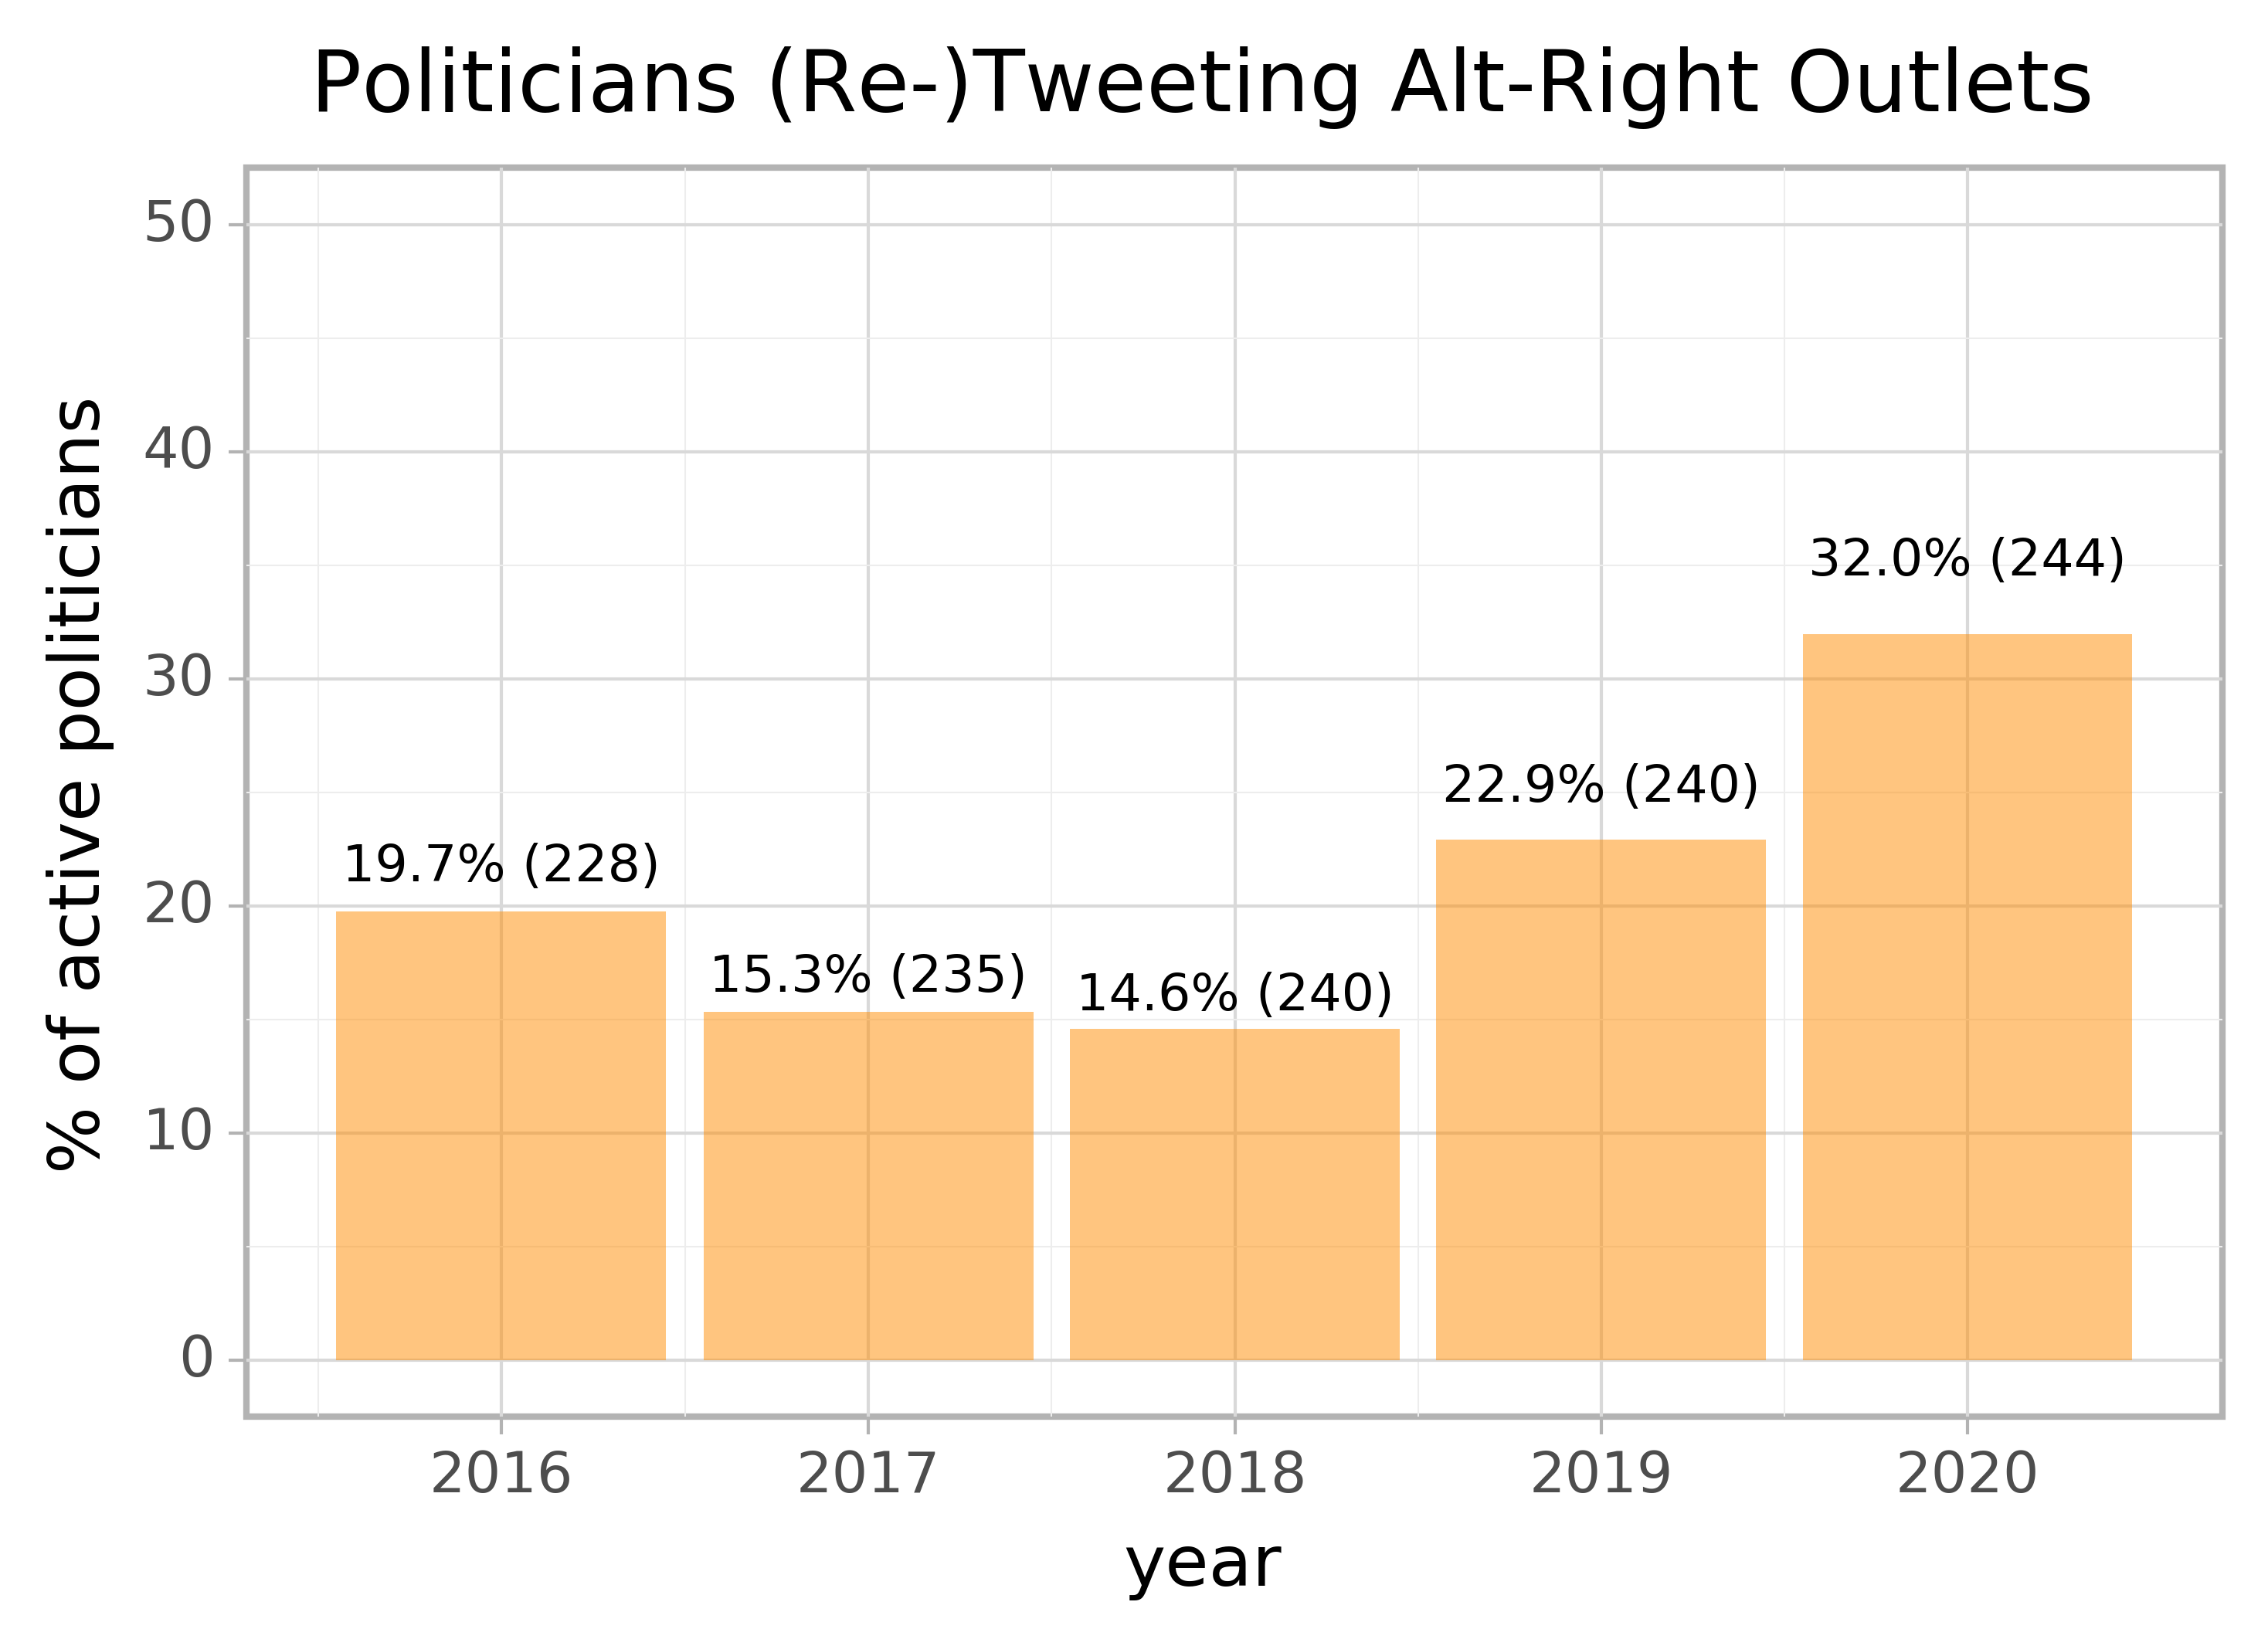 Politicians (Re-)Tweeting Alt-Right Outlets
% of active politicians
50
40
30
20
10
0
19.7% (228)
15.3% (235)
14.6% (240)
22.9% (240)
32.0% (244)
2016 2017 2018 2019 2020
year